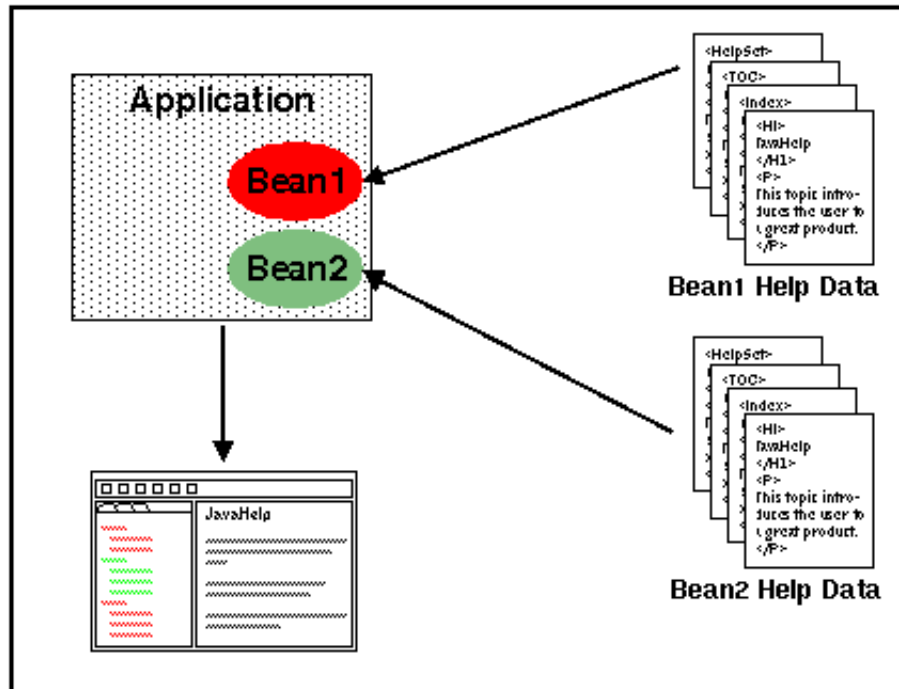 Application
Bean1
Bean2
<HelpSet>
<TOC>
<Index>
<H1>
JavaHelp
</H1>
<P>
This topic intro-
duces the user to
a great product.
</P>
Bean1 Help Data
<HelpSet>
<TOC>
<Index>
<H1>
JavaHelp
</H1>
<P>
This topic intro-
duces the user to
a great product.
</P>
Bean2 Help Data
JavaHelp